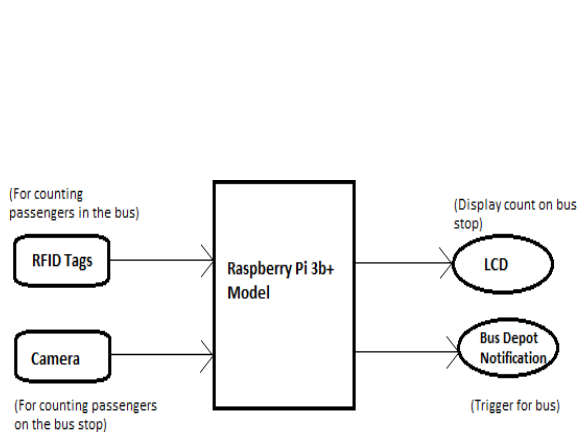 (For counting
passengers in the bus)
RFID Tags
Camera
(For counting passengers
on the bus stop)
Raspberry Pi 3b+
Model
(Display count on bus
stop)
LCD
Bus Depot
Notification
(Trigger for bus)